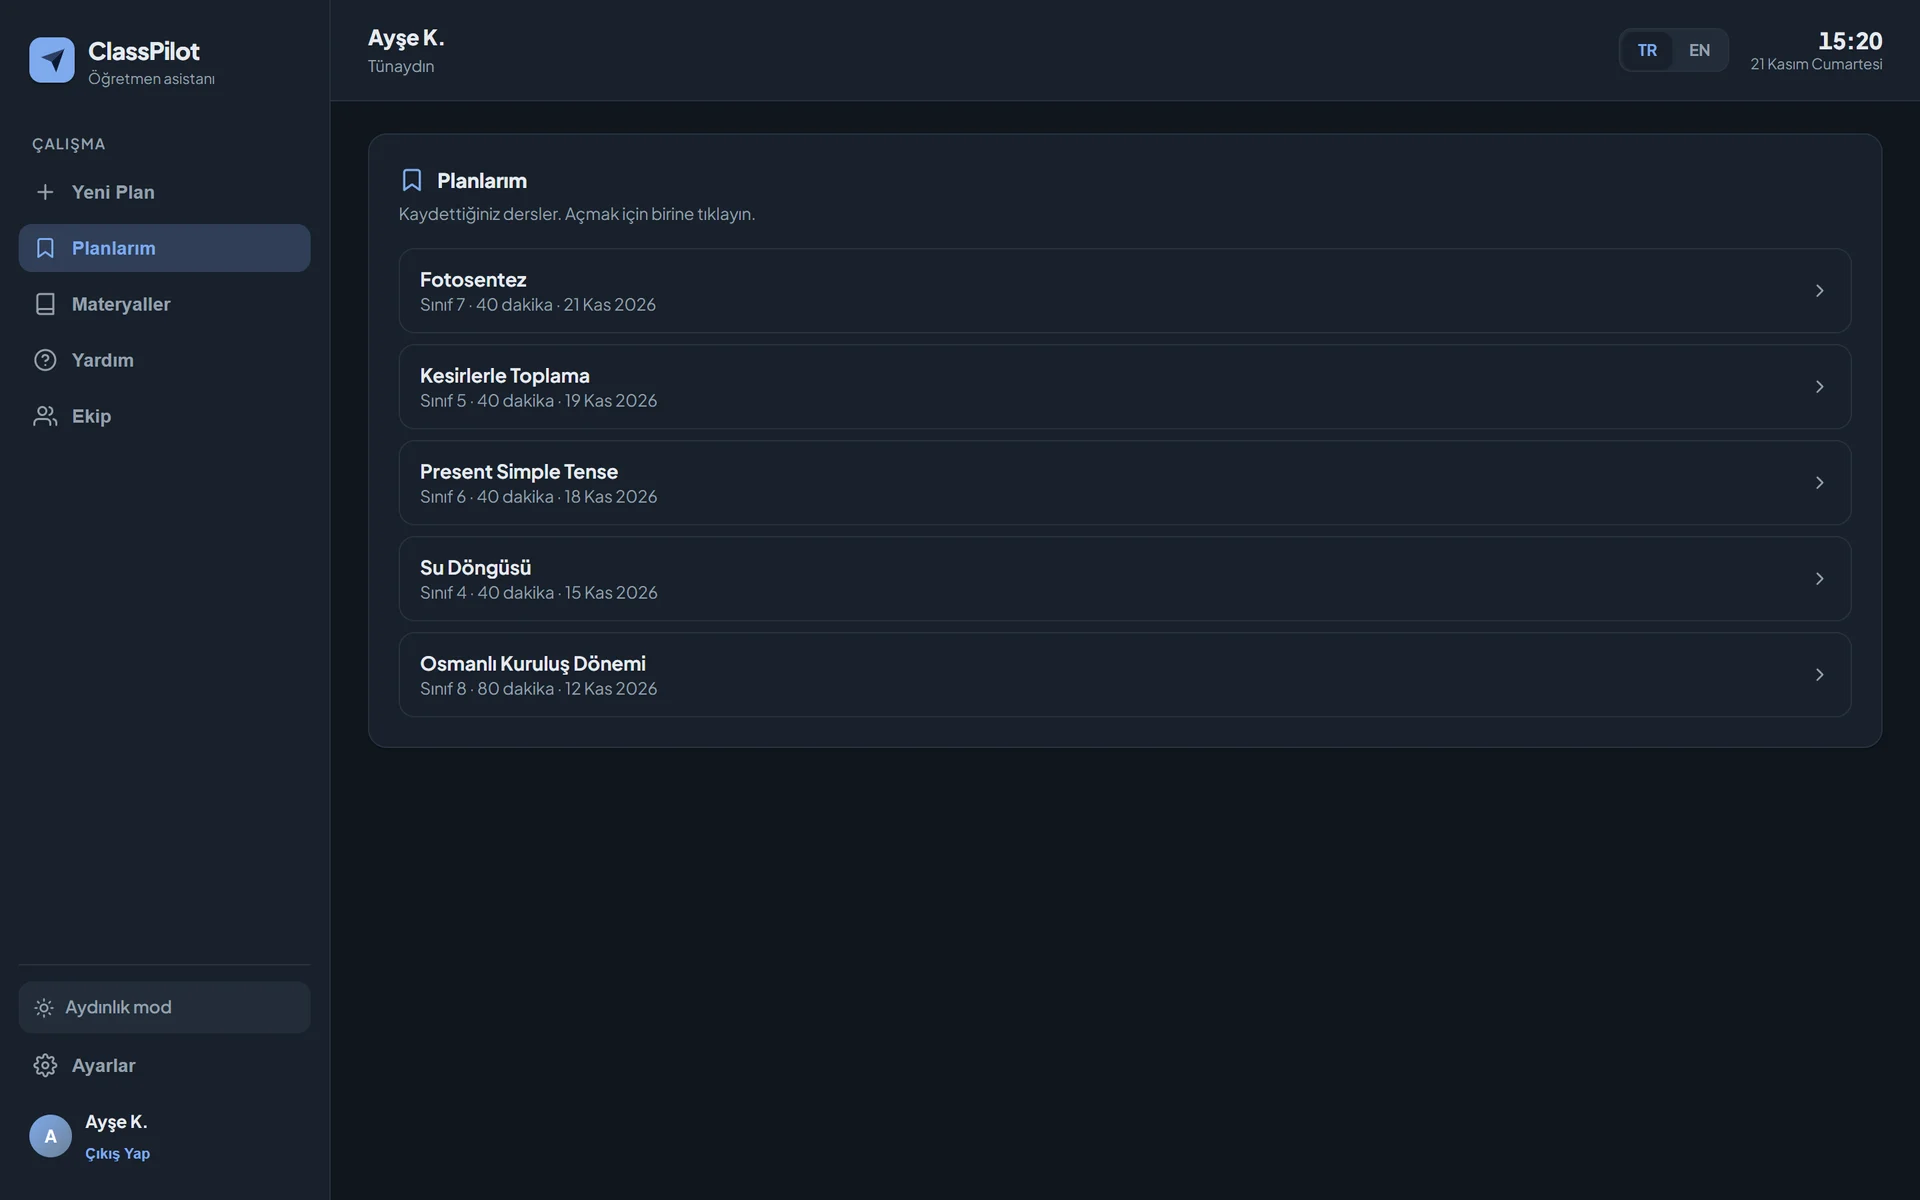 ClassPilot
Öğretmen asistanı
ÇALIŞMA
Yeni Plan
Planlarım
Materyaller
Yardım
Ekip
Aydınlık mod
Ayarlar
A
Ayşe K.
Çıkış Yap
Ayşe K.
Tünaydın
TR EN
15:20
21 Kasım Cumartesi
Planlarım
Kaydettiğiniz dersler. Açmak için birine tıklayın.
Fotosentez
Sınıf 7 · 40 dakika · 21 Kas 2026
Kesirlerle Toplama
Sınıf 5 · 40 dakika · 19 Kas 2026
Present Simple Tense
Sınıf 6 · 40 dakika · 18 Kas 2026
Su Döngüsü
Sınıf 4 · 40 dakika · 15 Kas 2026
Osmanlı Kuruluş Dönemi
Sınıf 8 · 80 dakika · 12 Kas 2026